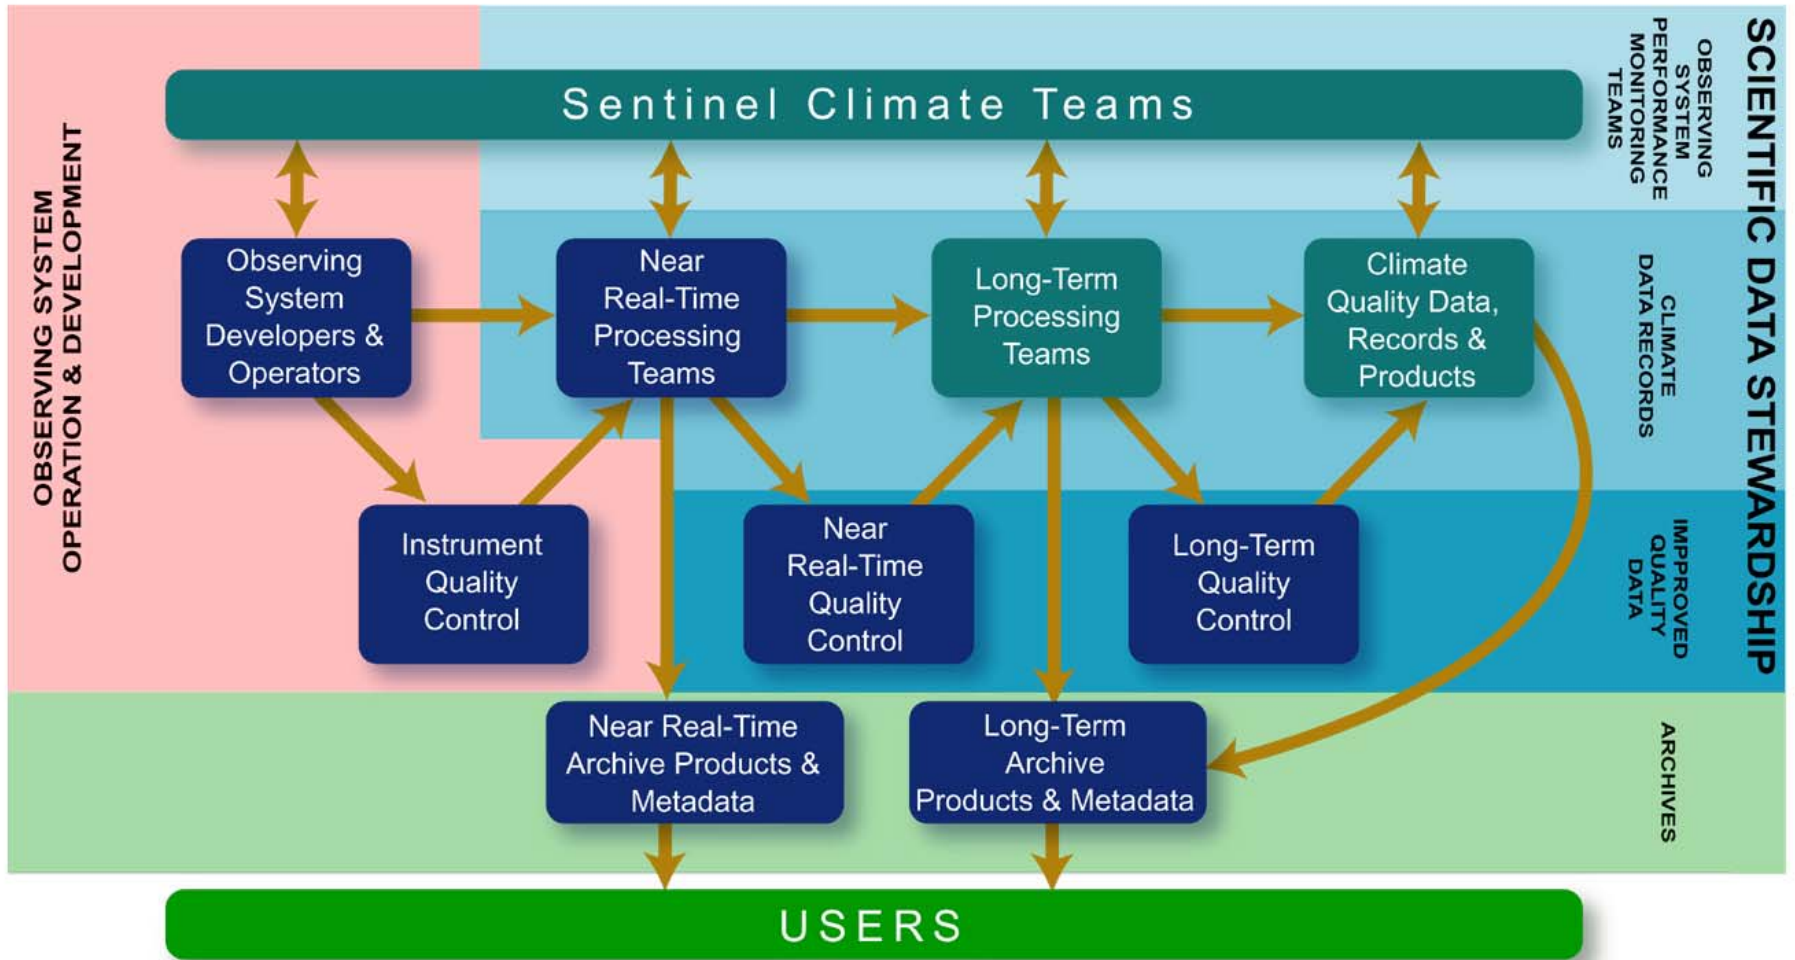 Sentinel Climate Teams
OBSERVING
SYSTEM
PERFORMANCE
MONITORING
TEAMS
SCIENTIFIC DATA STEWARDSHIP
OBSERVING SYSTEM
OPERATION & DEVELOPMENT
Observing
System
Developers &
Operators
Near
Real-Time
Processing
Teams
Long-Term
Processing
Teams
Climate
Quality Data,
Records &
Products
CLIMATE
DATA RECORDS
Instrument
Quality
Control
Near
Real-Time
Quality
Control
Long-Term
Quality
Control
IMPPROVED
QUALITY
DATA
Near Real-Time
Archive Products &
Metadata
Long-Term
Archive
Products & Metadata
ARCHIVES
USERS